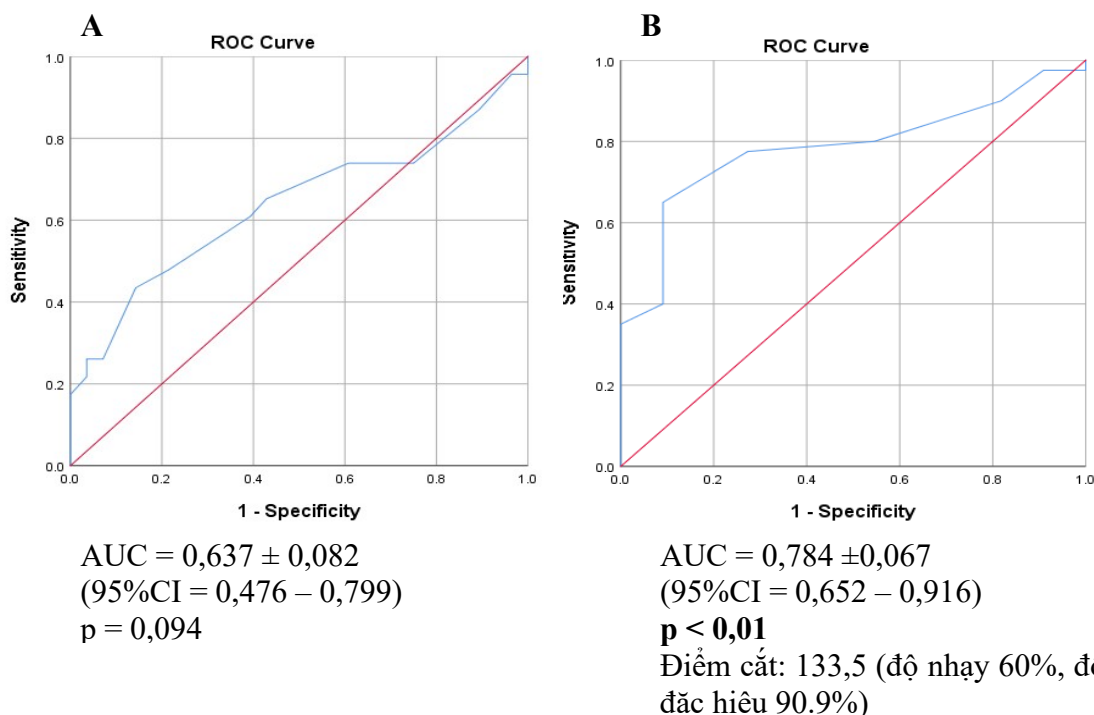 A
ROC Curve
1.0
0.8
0.6
0.4
0.2
0.0
0.0 0.2 0.4 0.6 0.8 1.0
Sensitivity
1 - Specificity
AUC = 0,637 ± 0,082
(95%CI = 0,476 – 0,799)
p = 0,094
B
ROC Curve
1.0
0.8
0.6
0.4
0.2
0.0
0.0 0.2 0.4 0.6 0.8 1.0
Sensitivity
1 - Specificity
AUC = 0,784 ±0,067
(95%CI = 0,652 – 0,916)
p < 0,01
Điểm cắt: 133,5 (độ nhạy 60%, độ
đặc hiệu 90.9%)